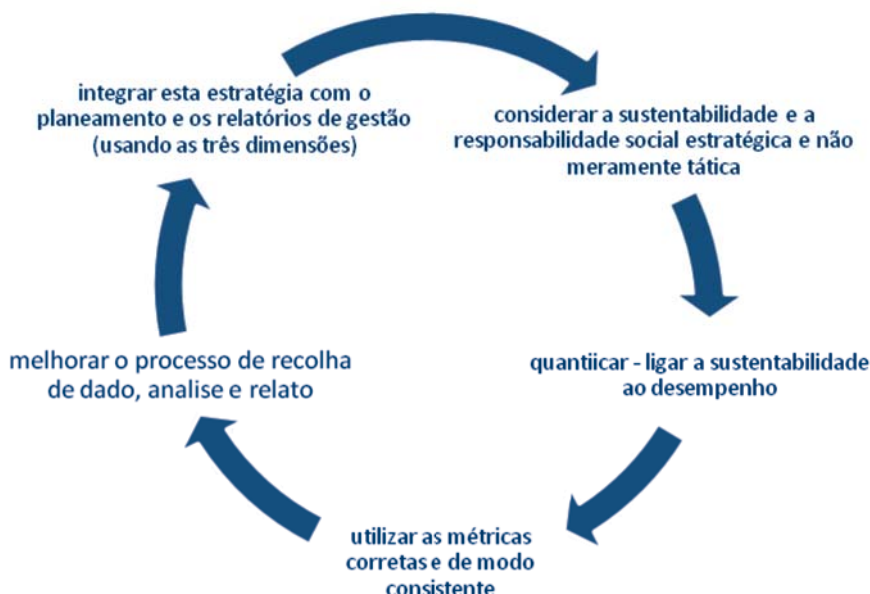 integrar esta estratégia com o
planeamento e os relatórios de gestão
(usando as três dimensões)
considerar a sustentabilidade e a
responsabilidade social estratégica e não
meramente tática
quantiicar - ligar a sustentabilidade
ao desempenho
utilizar as métricas
corretas e de modo
consistente
melhorar o processo de recolha
de dado, analise e relato